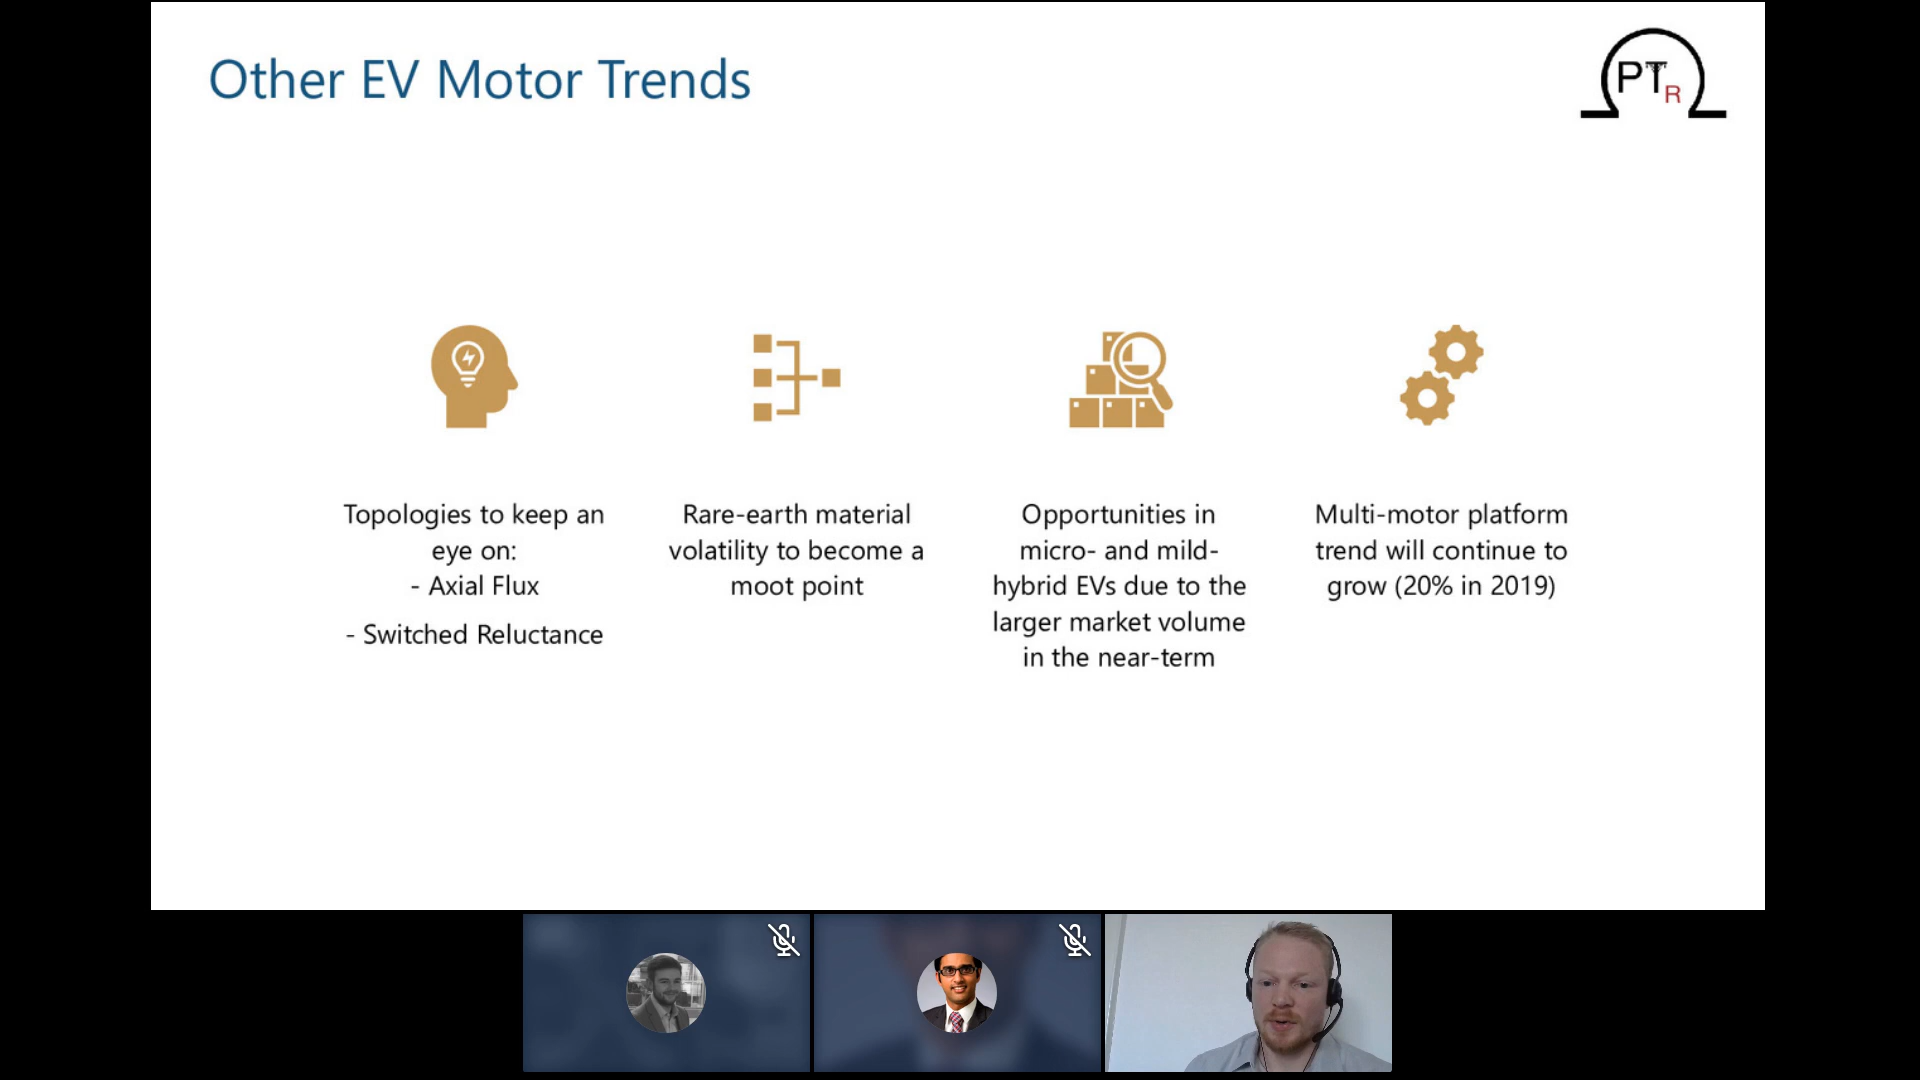 Other EV Motor Trends
PTR
Topologies to keep an
eye on:
- Axial Flux
- Switched Reluctance
Rare-earth material
volatility to become a
moot point
Opportunities in
micro- and mild-
hybrid EVs due to the
larger market volume
in the near-term
Multi-motor platform
trend will continue to
grow (20% in 2019)